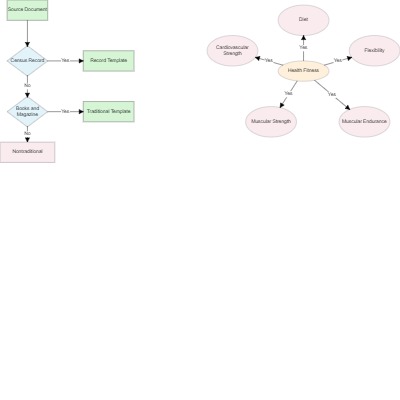 Source Document
Census Record
Yes
Record Template
No
Books and
Magazine
Yes
Traditional Template
No
Nontraditional
Diet
Yes
Cardiovascular
Strength
Yes
Health Fitness
Yes
Flexibility
Yes
Muscular Strength
Yes
Muscular Endurance